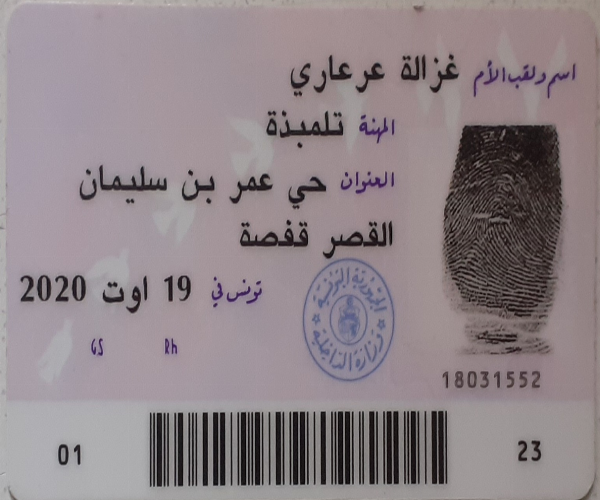 اسم ولقب الأم غزالة عرعاري
المهنة تلميذة
العنوان حي عمر بن سليمان
القصر قفصة
تونس في 19 اوت 2020
GS Rh
الجمهورية التونسية
وزارة الداخلية
18031552
01 23